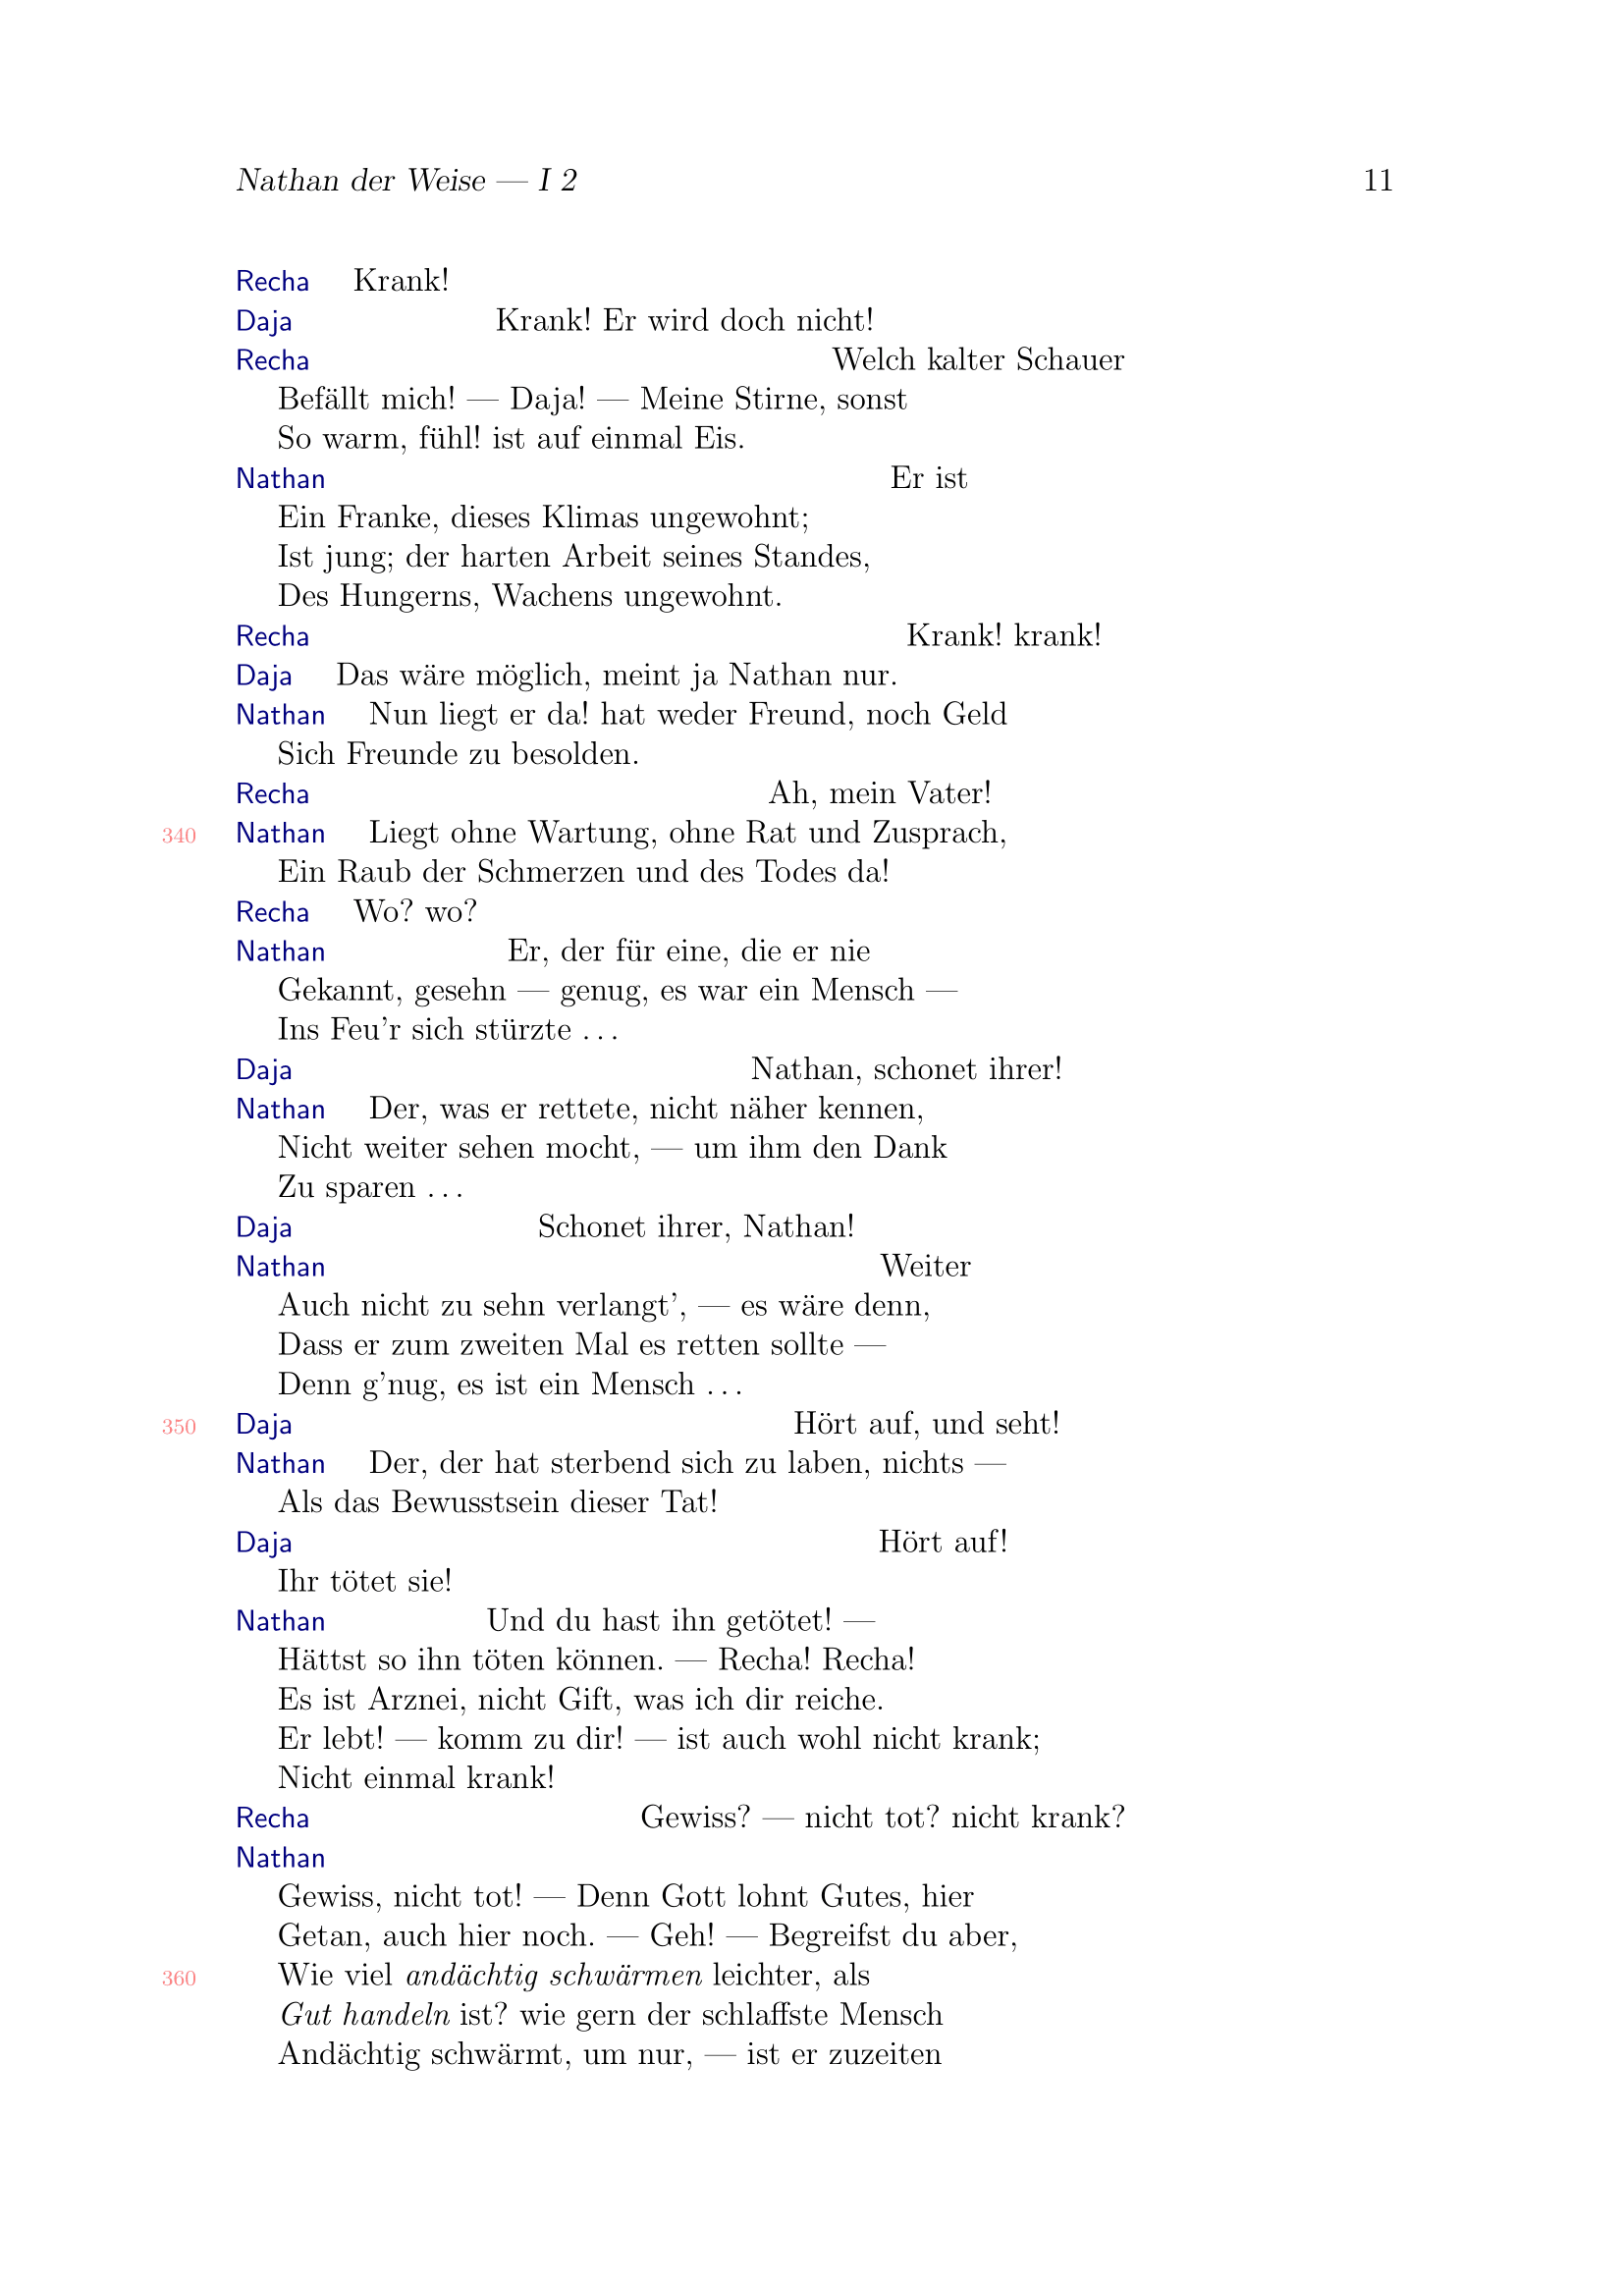 Nathan der Weise — I 2 11
Recha Krank!
Daja Krank! Er wird doch nicht!
Recha Welch kalter Schauer
Befällt mich! — Daja! — Meine Stirne, sonst
So warm, fühl! ist auf einmal Eis.
Nathan Er ist
Ein Franke, dieses Klimas ungewohnt;
Ist jung; der harten Arbeit seines Standes,
Des Hungerns, Wachens ungewohnt.
Recha Krank! krank!
Daja Das wäre möglich, meint ja Nathan nur.
Nathan Nun liegt er da! hat weder Freund, noch Geld
Sich Freunde zu besolden.
Recha Ah, mein Vater!
340 Nathan Liegt ohne Wartung, ohne Rat und Zusprach,
Ein Raub der Schmerzen und des Todes da!
Recha Wo? wo?
Nathan Er, der für eine, die er nie
Gekannt, gesehn — genug, es war ein Mensch —
Ins Feu’r sich stürzte …
Daja Nathan, schonet ihrer!
Nathan Der, was er rettete, nicht näher kennen,
Nicht weiter sehen mocht, — um ihm den Dank
Zu sparen …
Daja Schonet ihrer, Nathan!
Nathan Weiter
Auch nicht zu sehn verlangt’, — es wäre denn,
Dass er zum zweiten Mal es retten sollte —
Denn g’nug, es ist ein Mensch …
350 Daja Hört auf, und seht!
Nathan Der, der hat sterbend sich zu laben, nichts —
Als das Bewusstsein dieser Tat!
Daja Hört auf!
Ihr tötet sie!
Nathan Und du hast ihn getötet! —
Hättst so ihn töten können. — Recha! Recha!
Es ist Arznei, nicht Gift, was ich dir reiche.
Er lebt! — komm zu dir! — ist auch wohl nicht krank;
Nicht einmal krank!
Recha Gewiss? — nicht tot? nicht krank?
Nathan
Gewiss, nicht tot! — Denn Gott lohnt Gutes, hier
Getan, auch hier noch. — Geh! — Begreifst du aber,
360 Wie viel andächtig schwärmen leichter, als
Gut handeln ist? wie gern der schlaffste Mensch
Andächtig schwärmt, um nur, — ist er zuzeiten